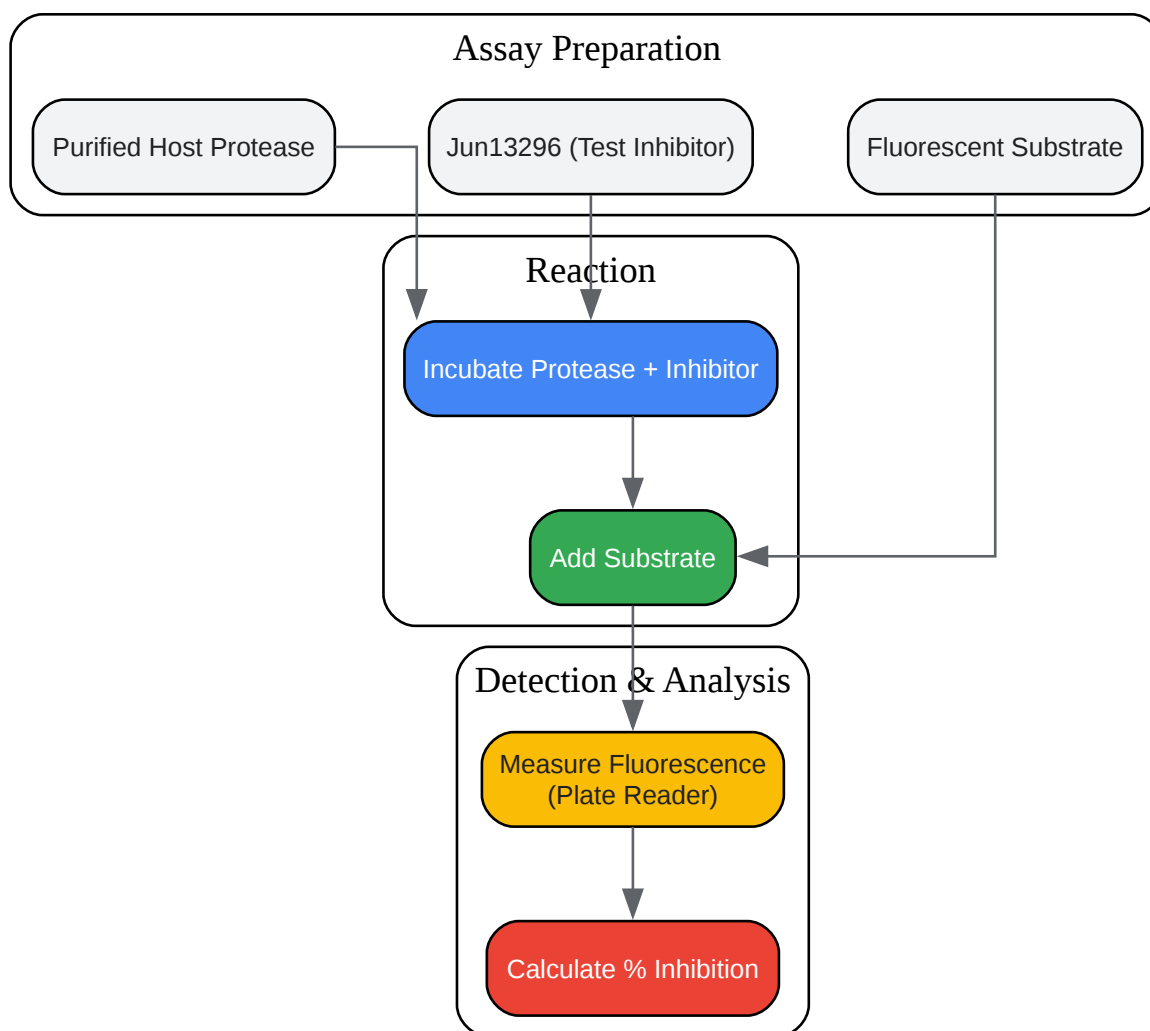 Assay Preparation
Purified Host Protease
Jun13296 (Test Inhibitor)
Fluorescent Substrate
Reaction
Incubate Protease + Inhibitor
Add Substrate
Detection & Analysis
Measure Fluorescence
(Plate Reader)
Calculate % Inhibition